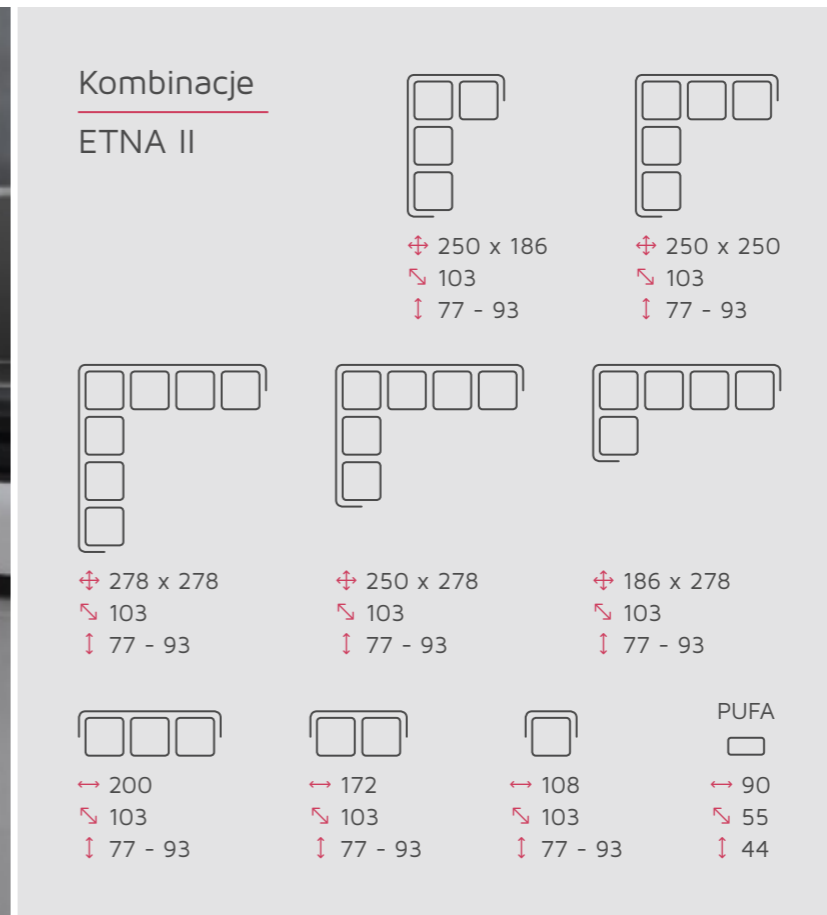 Kombinacje
ETNA II
250 x 186
103
77 - 93
250 x 250
103
77 - 93
278 x 278
103
77 - 93
250 x 278
103
77 - 93
186 x 278
103
77 - 93
200
103
77 - 93
172
103
77 - 93
108
103
77 - 93
PUFA
90
55
44